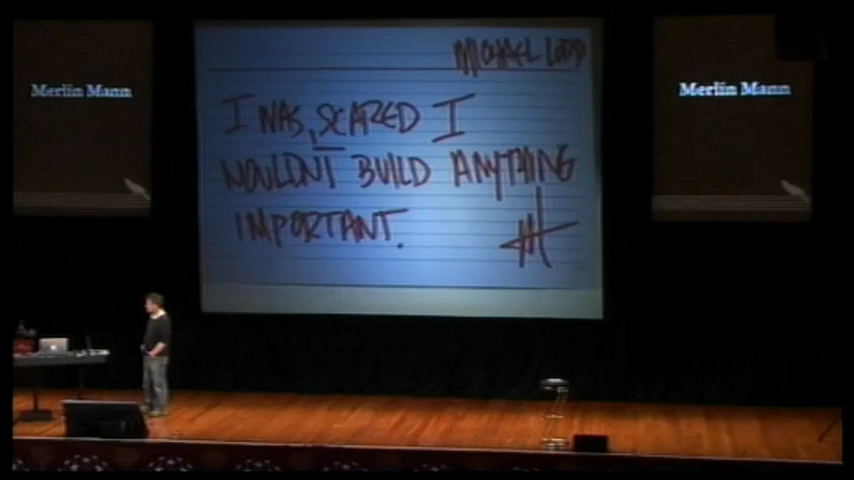 Merlin Mann
MICHAEL LOPP
I WAS SCARED I
WOULDN'T BUILD ANYTHING
IMPORTANT.
Merlin Mann